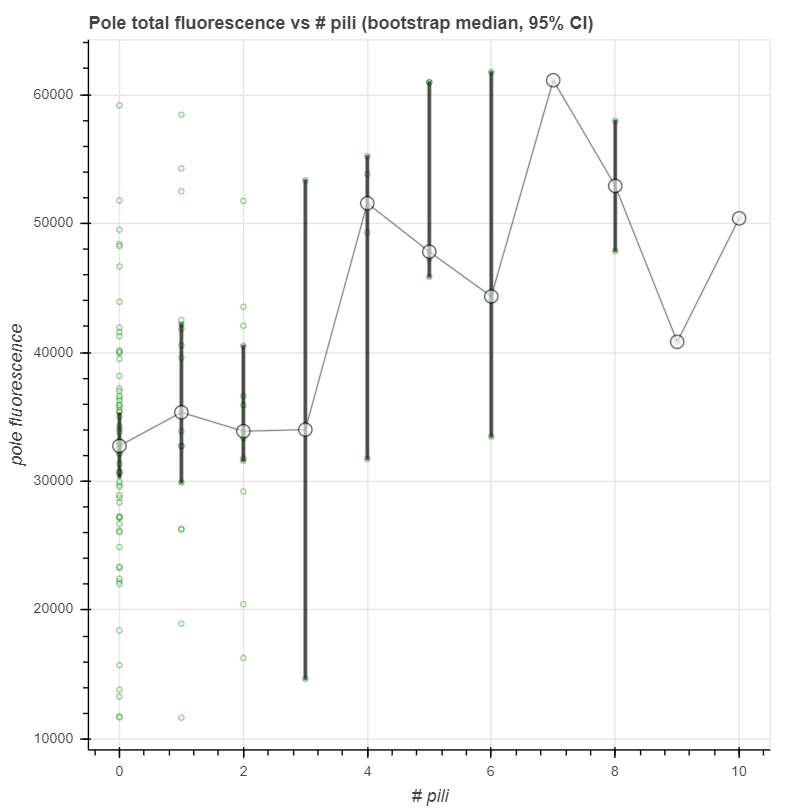 Pole total fluorescence vs # pili (bootstrap median, 95% CI)
60000
50000
40000
30000
20000
10000
pole fluorescence
0 2 4 6 8 10
# pili